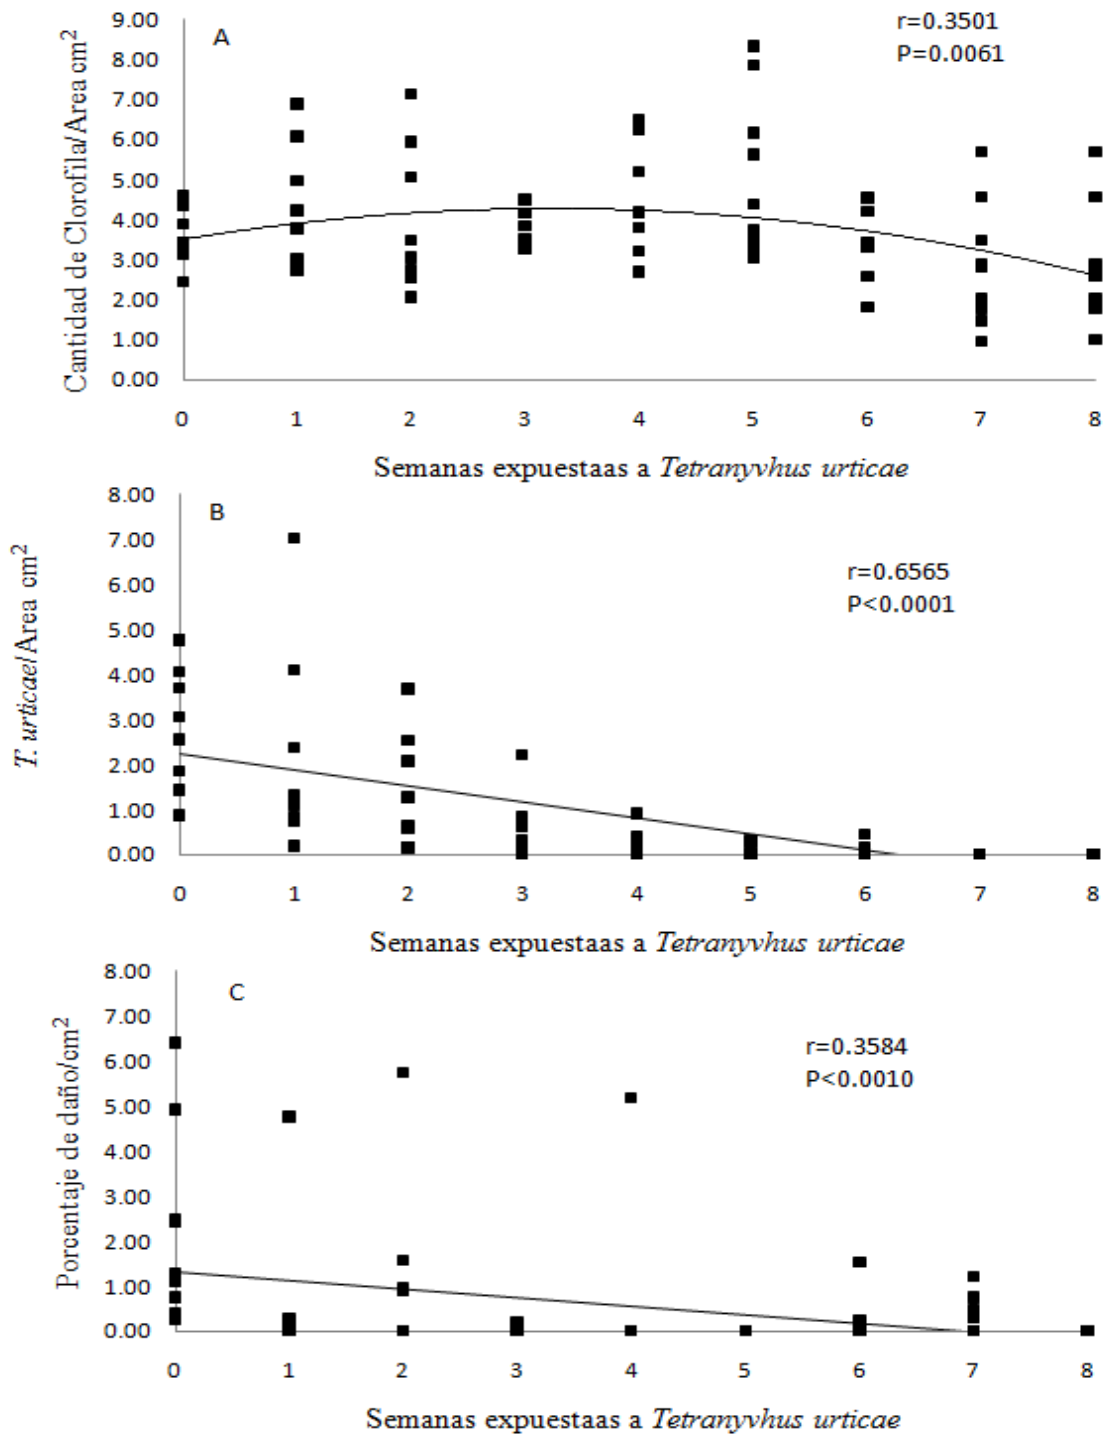 Cantidad de Clorofila/Area cm²
9.00
8.00
7.00
6.00
5.00
4.00
3.00
2.00
1.00
0.00
A
r=0.3501
P=0.0061
0 1 2 3 4 5 6 7 8
Semanas expuestaas a Tetranyvhus urticae
T. urticae/Area cm²
8.00
7.00
6.00
5.00
4.00
3.00
2.00
1.00
0.00
B
r=0.6565
P<0.0001
0 1 2 3 4 5 6 7 8
Semanas expuestaas a Tetranyvhus urticae
Porcentaje de daño/cm²
8.00
7.00
6.00
5.00
4.00
3.00
2.00
1.00
0.00
C
r=0.3584
P<0.0010
0 1 2 3 4 5 6 7 8
Semanas expuestaas a Tetranyvhus urticae